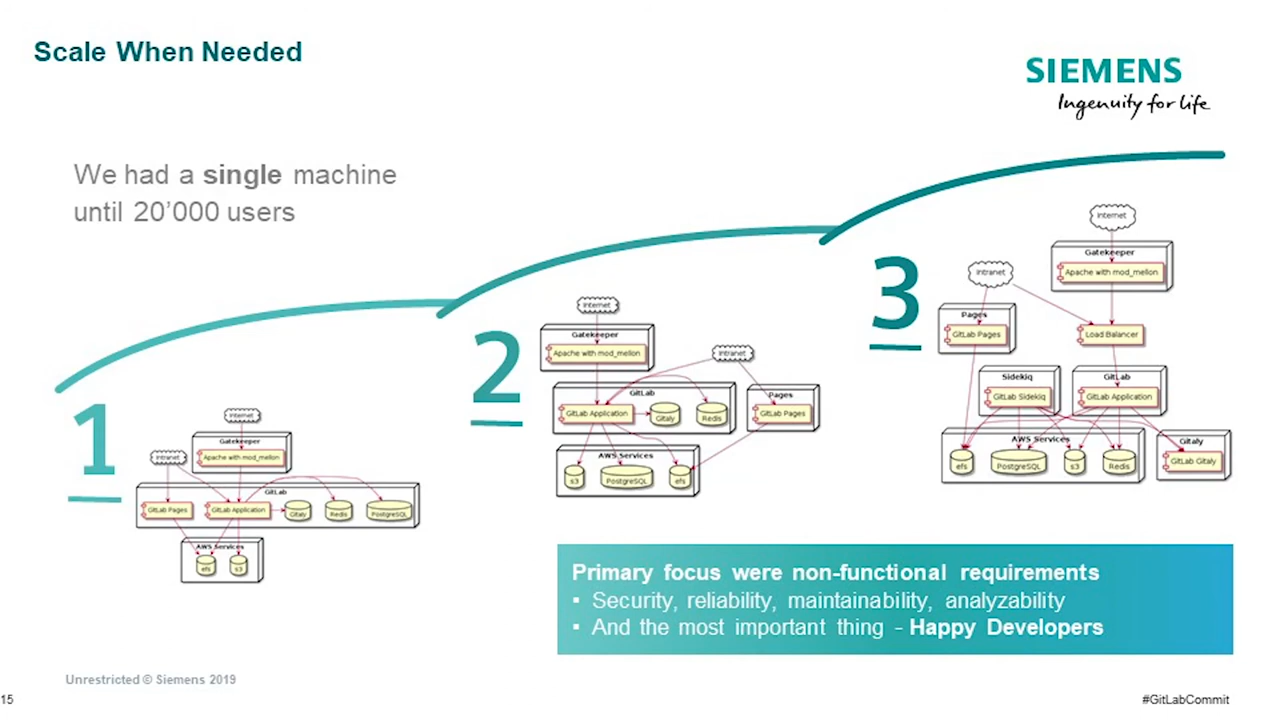 Scale When Needed
SIEMENS
Ingenuity for life
We had a single machine
until 20’000 users
1
Internet
Gatekeeper
Apache with mod_mellon
Intranet
GitLab
GitLab Pages
GitLab Application
Gitaly
Redis
PostgreSQL
AWS Services
efs
s3
2
Internet
Gatekeeper
Apache with mod_mellon
Intranet
GitLab
GitLab Application
Gitaly
Redis
Pages
GitLab Pages
AWS Services
s3
PostgreSQL
efs
3
Internet
Gatekeeper
Apache with mod_mellon
Intranet
Pages
GitLab Pages
Load Balancer
Sidekiq
GitLab Sidekiq
GitLab
GitLab Application
AWS Services
efs
PostgreSQL
s3
Redis
Gitaly
GitLab Gitaly
Primary focus were non-functional requirements
▪ Security, reliability, maintainability, analyzability
▪ And the most important thing - Happy Developers
Unrestricted © Siemens 2019
15
#GitLabCommit